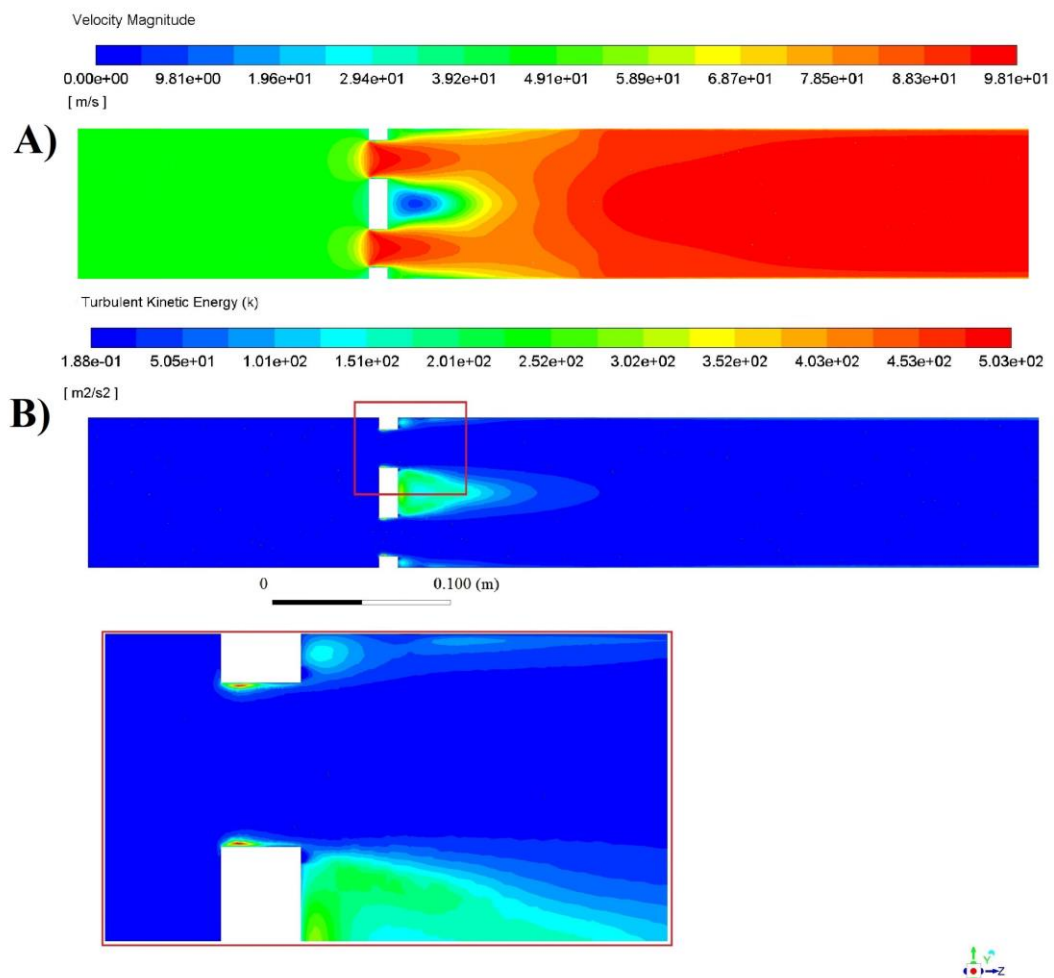 Velocity Magnitude
0.00e+00 9.81e+00 1.96e+01 2.94e+01 3.92e+01 4.91e+01 5.89e+01 6.87e+01 7.85e+01 8.83e+01 9.81e+01
[ m/s ]
A)
Turbulent Kinetic Energy (k)
1.88e-01 5.05e+01 1.01e+02 1.51e+02 2.01e+02 2.52e+02 3.02e+02 3.52e+02 4.03e+02 4.53e+02 5.03e+02
[ m2/s2 ]
B)
0 0.100 (m)
Y
Z